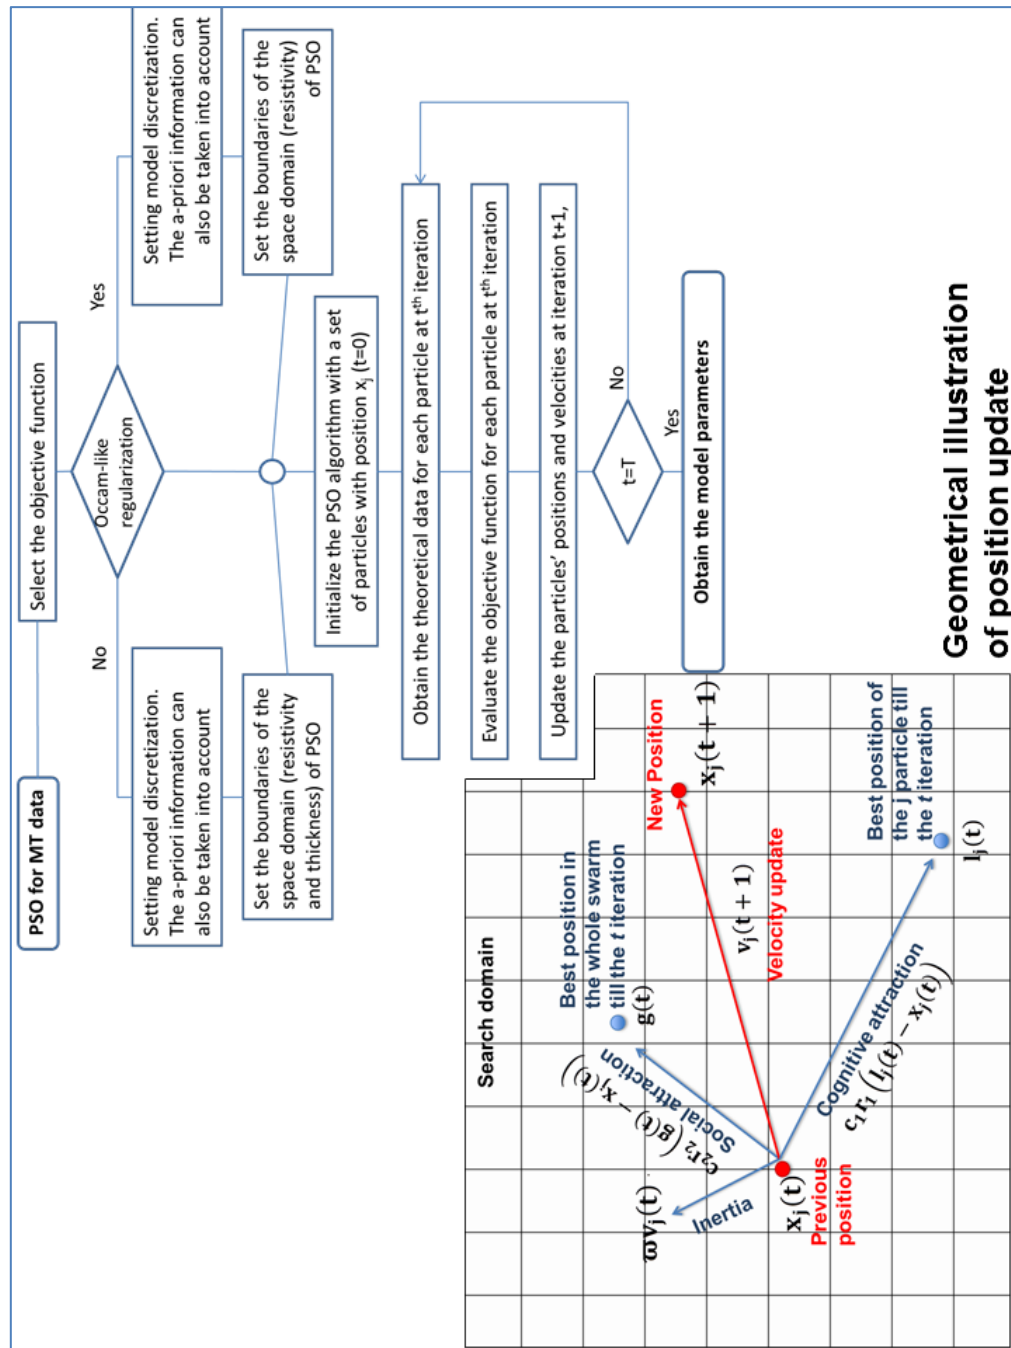 PSO for MT data
Select the objective function
Occam-like
regularization
No
Yes
Setting model discretization.
The a-priori information can
also be taken into account
Setting model discretization.
The a-priori information can
also be taken into account
Set the boundaries of the
space domain (resistivity
and thickness) of PSO
Set the boundaries of the
space domain (resistivity)
of PSO
Initialize the PSO algorithm with a set
of particles with position xⱼ (t=0)
Obtain the theoretical data for each particle at tᵗʰ iteration
Evaluate the objective function for each particle at tᵗʰ iteration
Update the particles’ positions and velocities at iteration t+1,
t=T
No
Yes
Obtain the model parameters
Search domain
Best position in
the whole swarm
till the t iteration
g(t)
New Position
xⱼ(t + 1)
ϖvⱼ(t)
Inertia
Social attraction
c₂r₂(g(t) − xⱼ(t))
vⱼ(t + 1)
Velocity update
xⱼ(t)
Previous
position
Cognitive attraction
c₁r₁(lⱼ(t) − xⱼ(t))
Best position of
the j particle till
the t iteration
lⱼ(t)
Geometrical illustration
of position update